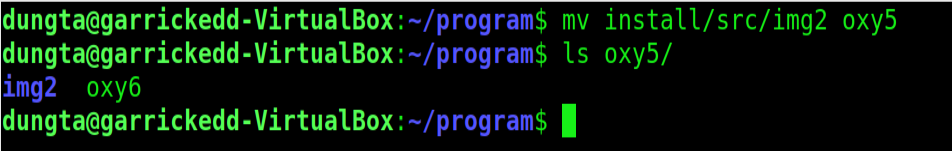 dungta@garrickedd-VirtualBox:~/program$ mv install/src/img2 oxy5
dungta@garrickedd-VirtualBox:~/program$ ls oxy5/
img2  oxy6
dungta@garrickedd-VirtualBox:~/program$